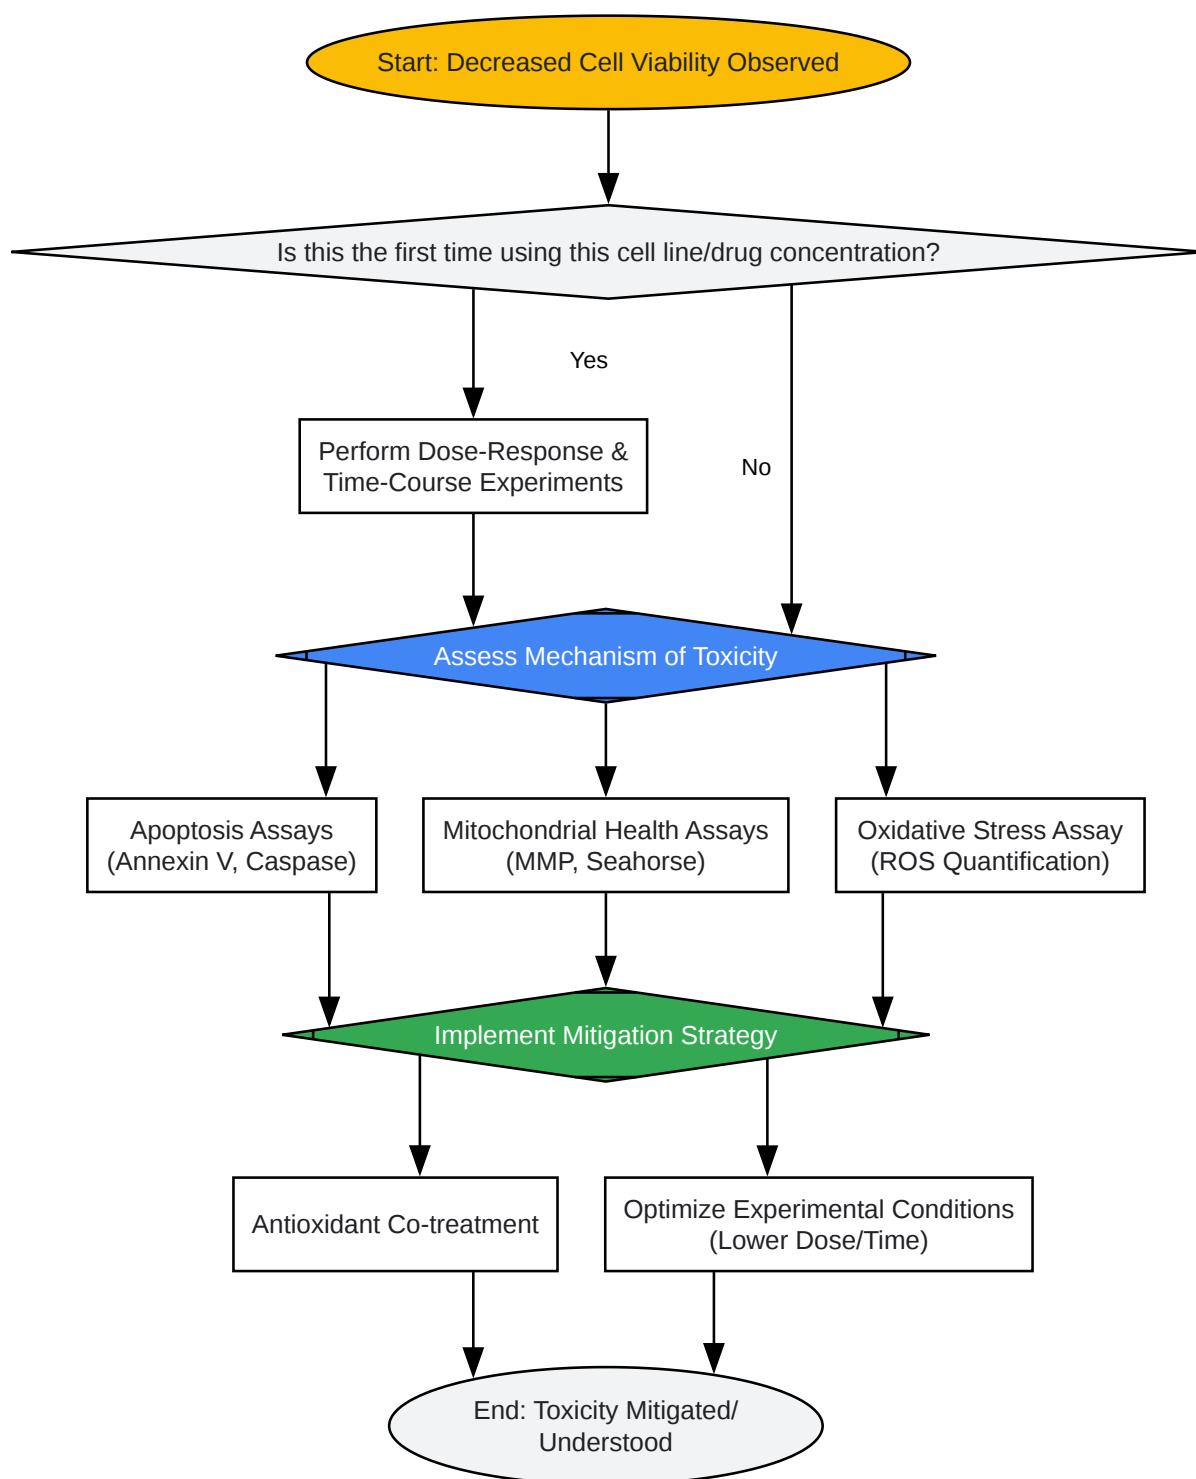 Start: Decreased Cell Viability Observed
Is this the first time using this cell line/drug concentration?
Yes
Perform Dose-Response &
Time-Course Experiments
No
Assess Mechanism of Toxicity
Apoptosis Assays
(Annexin V, Caspase)
Mitochondrial Health Assays
(MMP, Seahorse)
Oxidative Stress Assay
(ROS Quantification)
Implement Mitigation Strategy
Antioxidant Co-treatment
Optimize Experimental Conditions
(Lower Dose/Time)
End: Toxicity Mitigated/
Understood